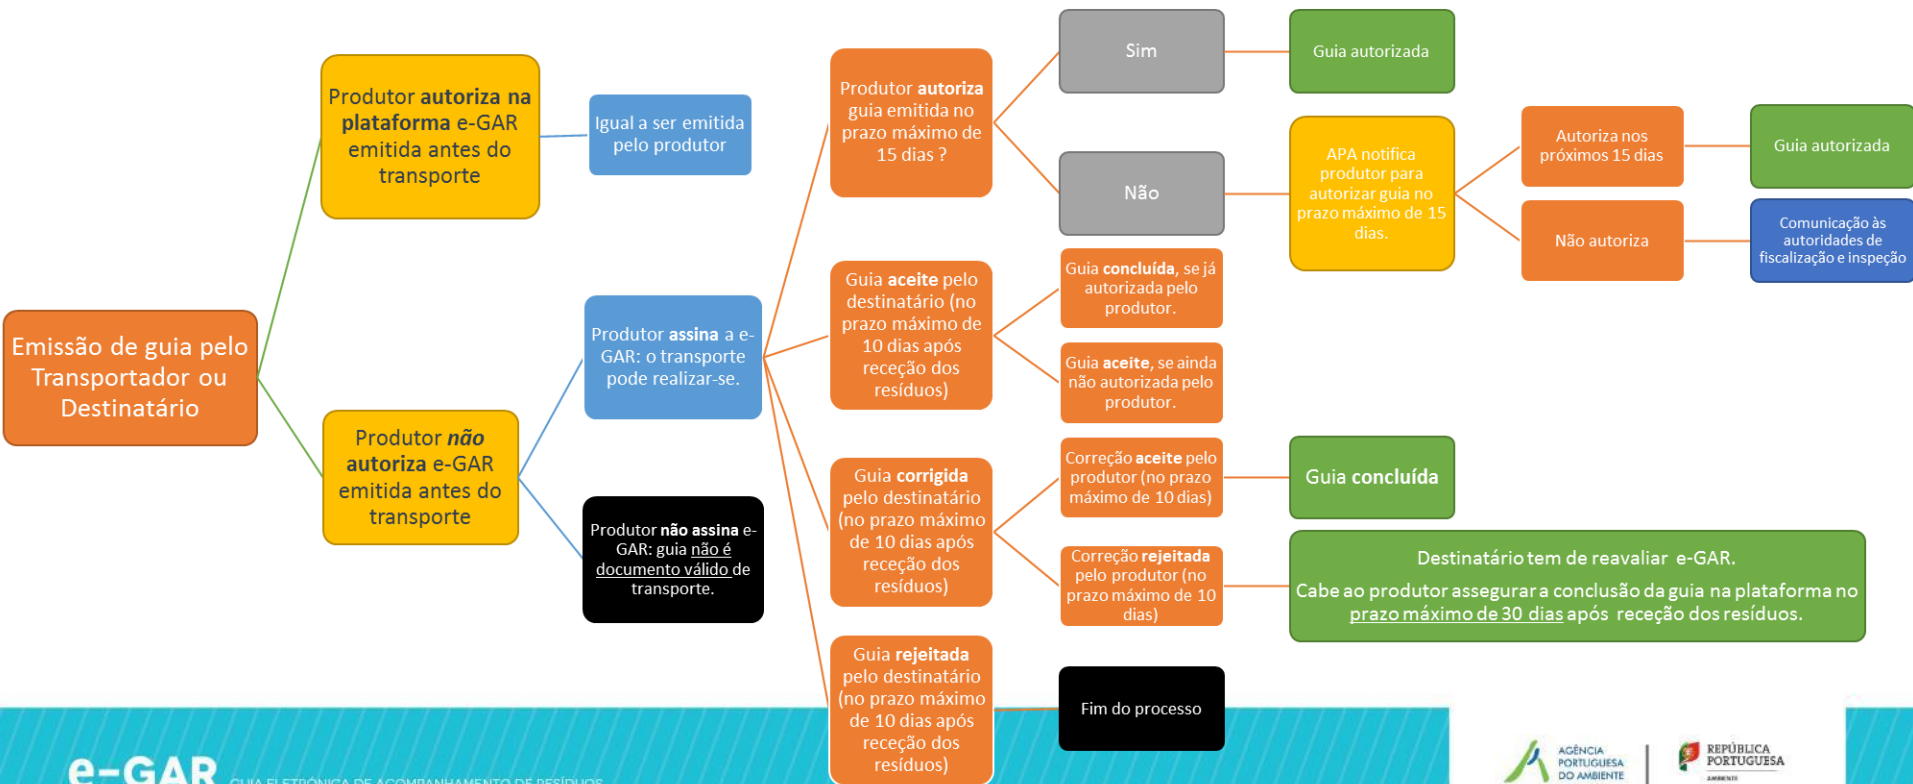 Emissão de guia pelo
Transportador ou
Destinatário
Produtor autoriza na
plataforma e-GAR
emitida antes do
transporte
Igual a ser emitida
pelo produtor
Produtor não
autoriza e-GAR
emitida antes do
transporte
Produtor assina a e-
GAR: o transporte
pode realizar-se.
Produtor não assina e-
GAR: guia não é
documento válido de
transporte.
Produtor autoriza
guia emitida no
prazo máximo de
15 dias ?
Sim
Guia autorizada
Não
APA notifica
produtor para
autorizar guia no
prazo máximo de 15
dias.
Autoriza nos
próximos 15 dias
Guia autorizada
Não autoriza
Comunicação às
autoridades de
fiscalização e inspeção
Guia aceite pelo
destinatário (no
prazo máximo de
10 dias após
receção dos
resíduos)
Guia concluída, se já
autorizada pelo
produtor.
Guia aceite, se ainda
não autorizada pelo
produtor.
Guia corrigida
pelo destinatário
(no prazo máximo
de 10 dias após
receção dos
resíduos)
Correção aceite pelo
produtor (no prazo
máximo de 10 dias)
Guia concluída
Correção rejeitada
pelo produtor (no
prazo máximo de 10
dias)
Destinatário tem de reavaliar e-GAR.
Cabe ao produtor assegurar a conclusão da guia na plataforma no
prazo máximo de 30 dias após receção dos resíduos.
Guia rejeitada
pelo destinatário
(no prazo máximo
de 10 dias após
receção dos
resíduos)
Fim do processo
e-GAR
GUIA ELETRÓNICA DE ACOMPANHAMENTO DE RESÍDUOS
AGÊNCIA
PORTUGUESA
DO AMBIENTE
REPÚBLICA
PORTUGUESA
AMBIENTE